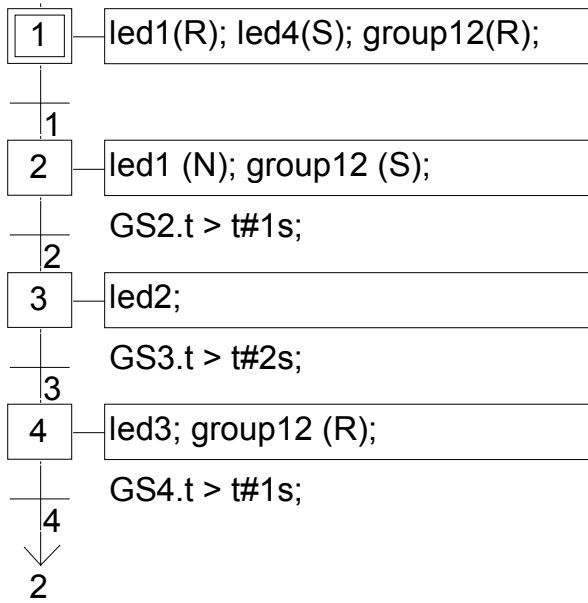 1 led1(R); led4(S); group12(R);
1
2 led1 (N); group12 (S);
GS2.t > t#1s;
2
3 led2;
GS3.t > t#2s;
3
4 led3; group12 (R);
GS4.t > t#1s;
4
2